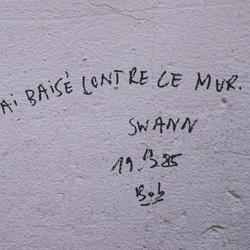 AI BAISÉ CONTRE CE MUR.
SWANN
19.3.85
Bob